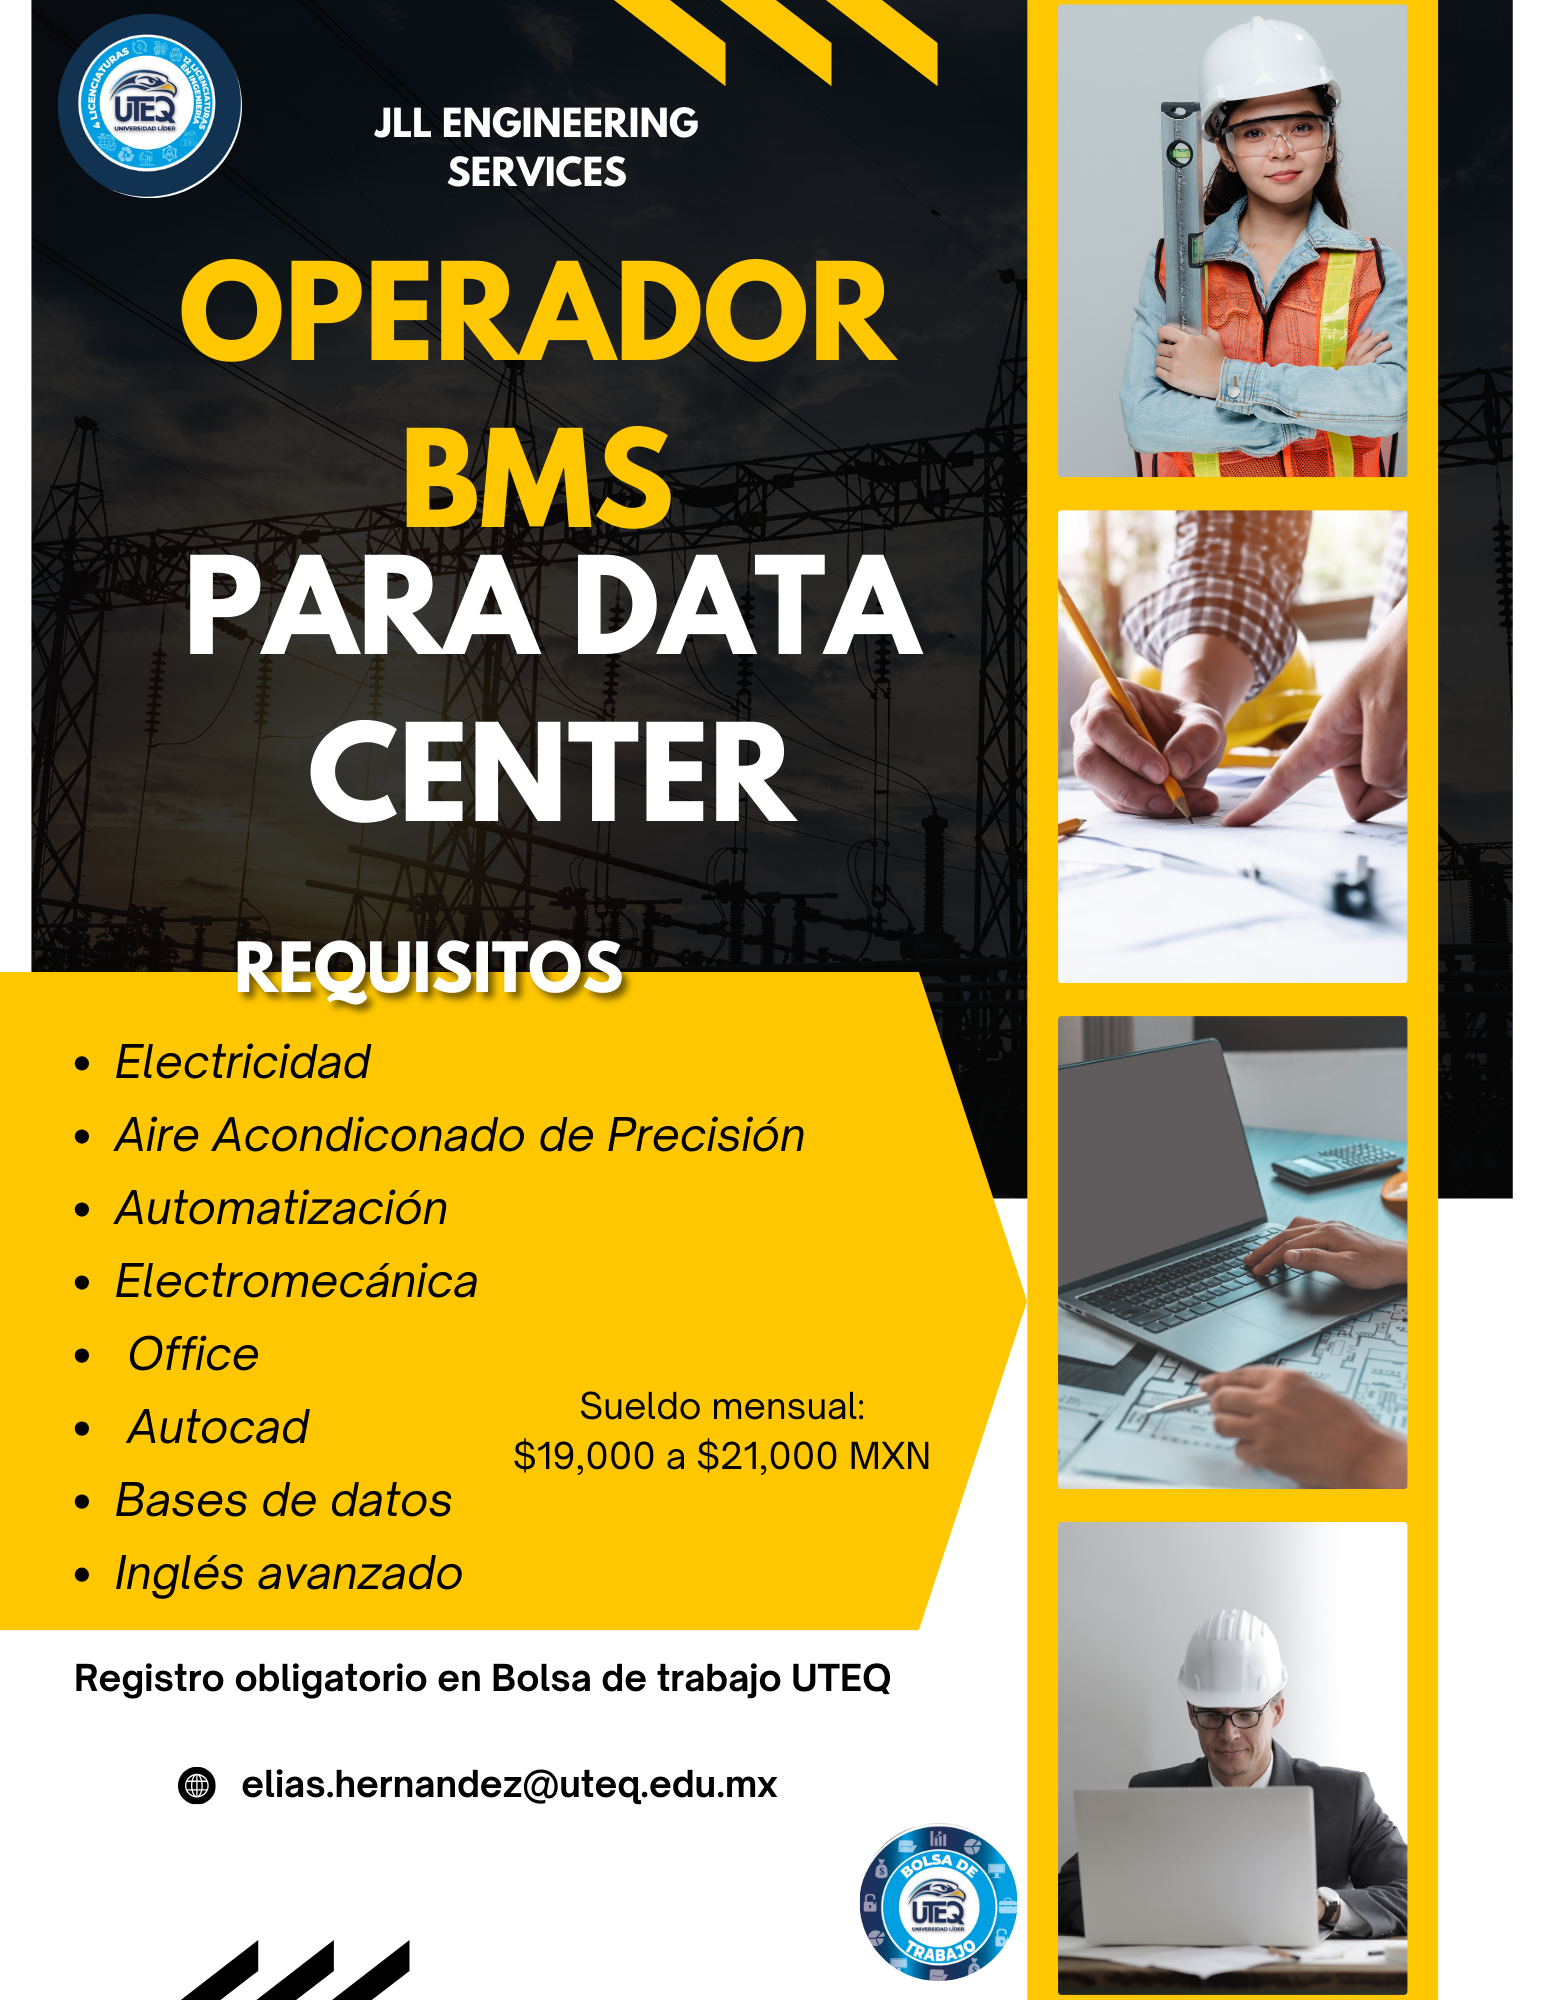 4 LICENCIATURAS
12 LICENCIATURAS
EN INGENIERÍA
UTEQ
UNIVERSIDAD LÍDER
JLL ENGINEERING
SERVICES
OPERADOR
BMS
PARA DATA
CENTER
REQUISITOS
• Electricidad
• Aire Acondiconado de Precisión
• Automatización
• Electromecánica
• Office
• Autocad
• Bases de datos
• Inglés avanzado
Sueldo mensual:
$19,000 a $21,000 MXN
Registro obligatorio en Bolsa de trabajo UTEQ
elias.hernandez@uteq.edu.mx
BOLSA DE
UTEQ
UNIVERSIDAD LÍDER
TRABAJO